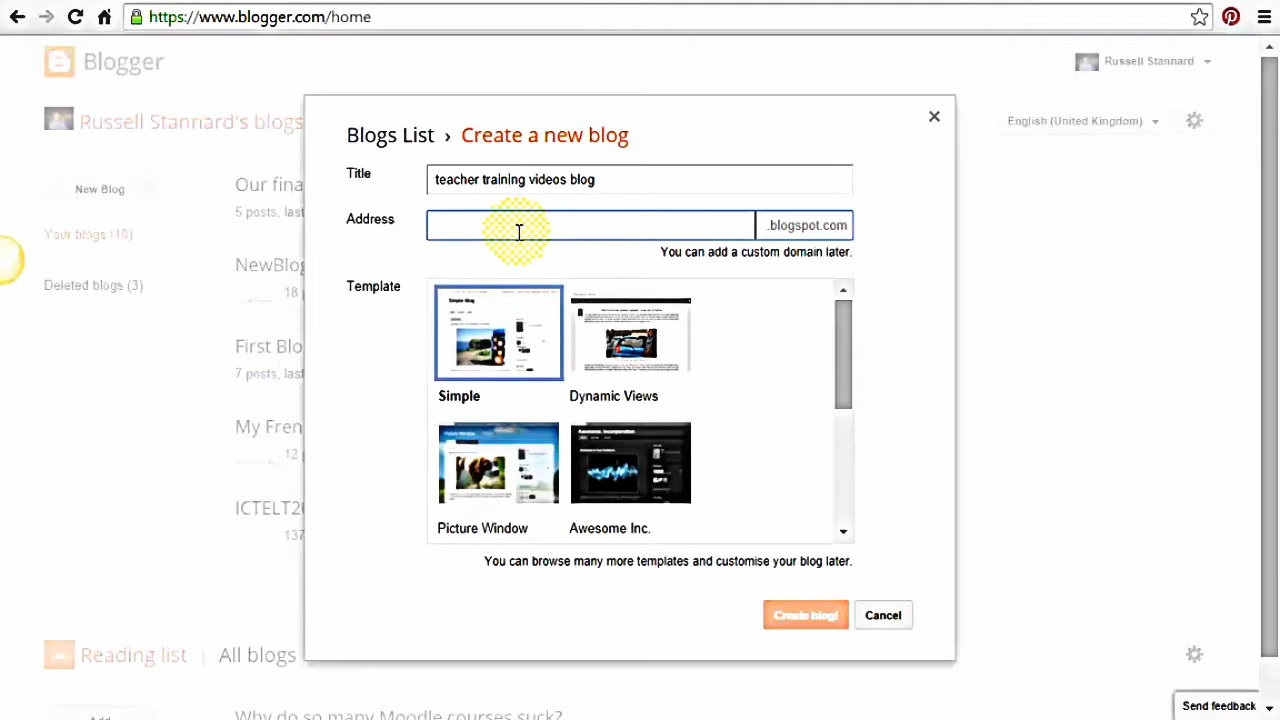 https://www.blogger.com/home
Blogger
Russell Stannard
Russell Stannard's blogs
English (United Kingdom)
New Blog
Your blogs (10)
Deleted blogs (3)
Our fina
5 posts, last
NewBlog
18
First Blo
7 posts, last
My Fren
12
ICTELT20
137
Blogs List › Create a new blog
Title
teacher training videos blog
Address
.blogspot.com
You can add a custom domain later.
Template
Simple
Dynamic Views
Picture Window
Awesome Inc.
You can browse many more templates and customise your blog later.
Create blog!
Cancel
Reading list
All blogs
Add
Why do so many Moodle courses suck?
Send feedback